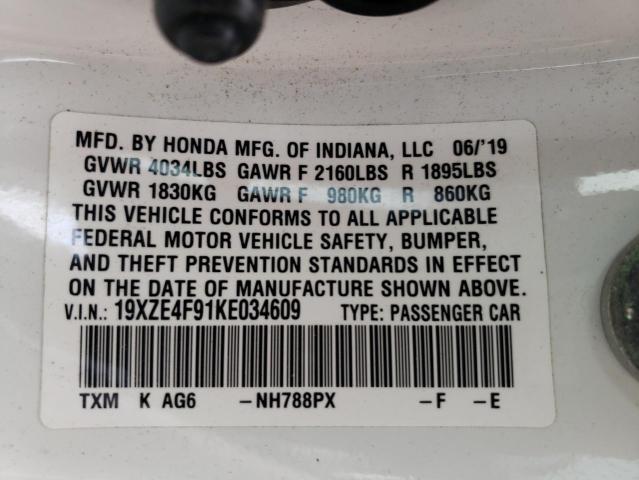 MFD. BY HONDA MFG. OF INDIANA, LLC 06/'19
GVWR 4034LBS GAWR F 2160LBS R 1895LBS
GVWR 1830KG GAWR F 980KG R 860KG
THIS VEHICLE CONFORMS TO ALL APPLICABLE
FEDERAL MOTOR VEHICLE SAFETY, BUMPER,
AND THEFT PREVENTION STANDARDS IN EFFECT
ON THE DATE OF MANUFACTURE SHOWN ABOVE.
V.I.N.: 19XZE4F91KE034609 TYPE: PASSENGER CAR
TXM K AG6 –NH788PX –F –E